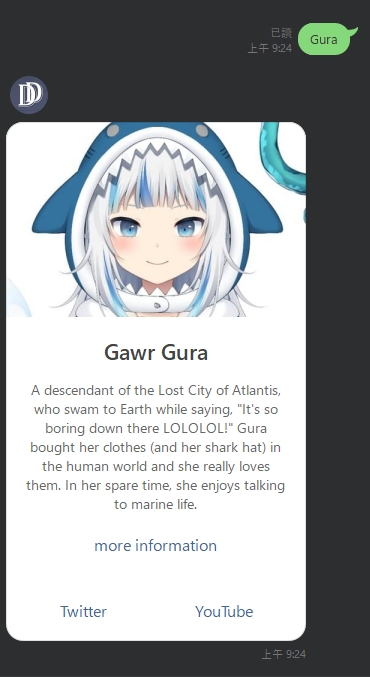 已讀
上午 9:24
Gura
DD
Gawr Gura
A descendant of the Lost City of Atlantis,
who swam to Earth while saying, "It's so
boring down there LOLOLOL!" Gura
bought her clothes (and her shark hat) in
the human world and she really loves
them. In her spare time, she enjoys talking
to marine life.
more information
Twitter
YouTube
上午 9:24